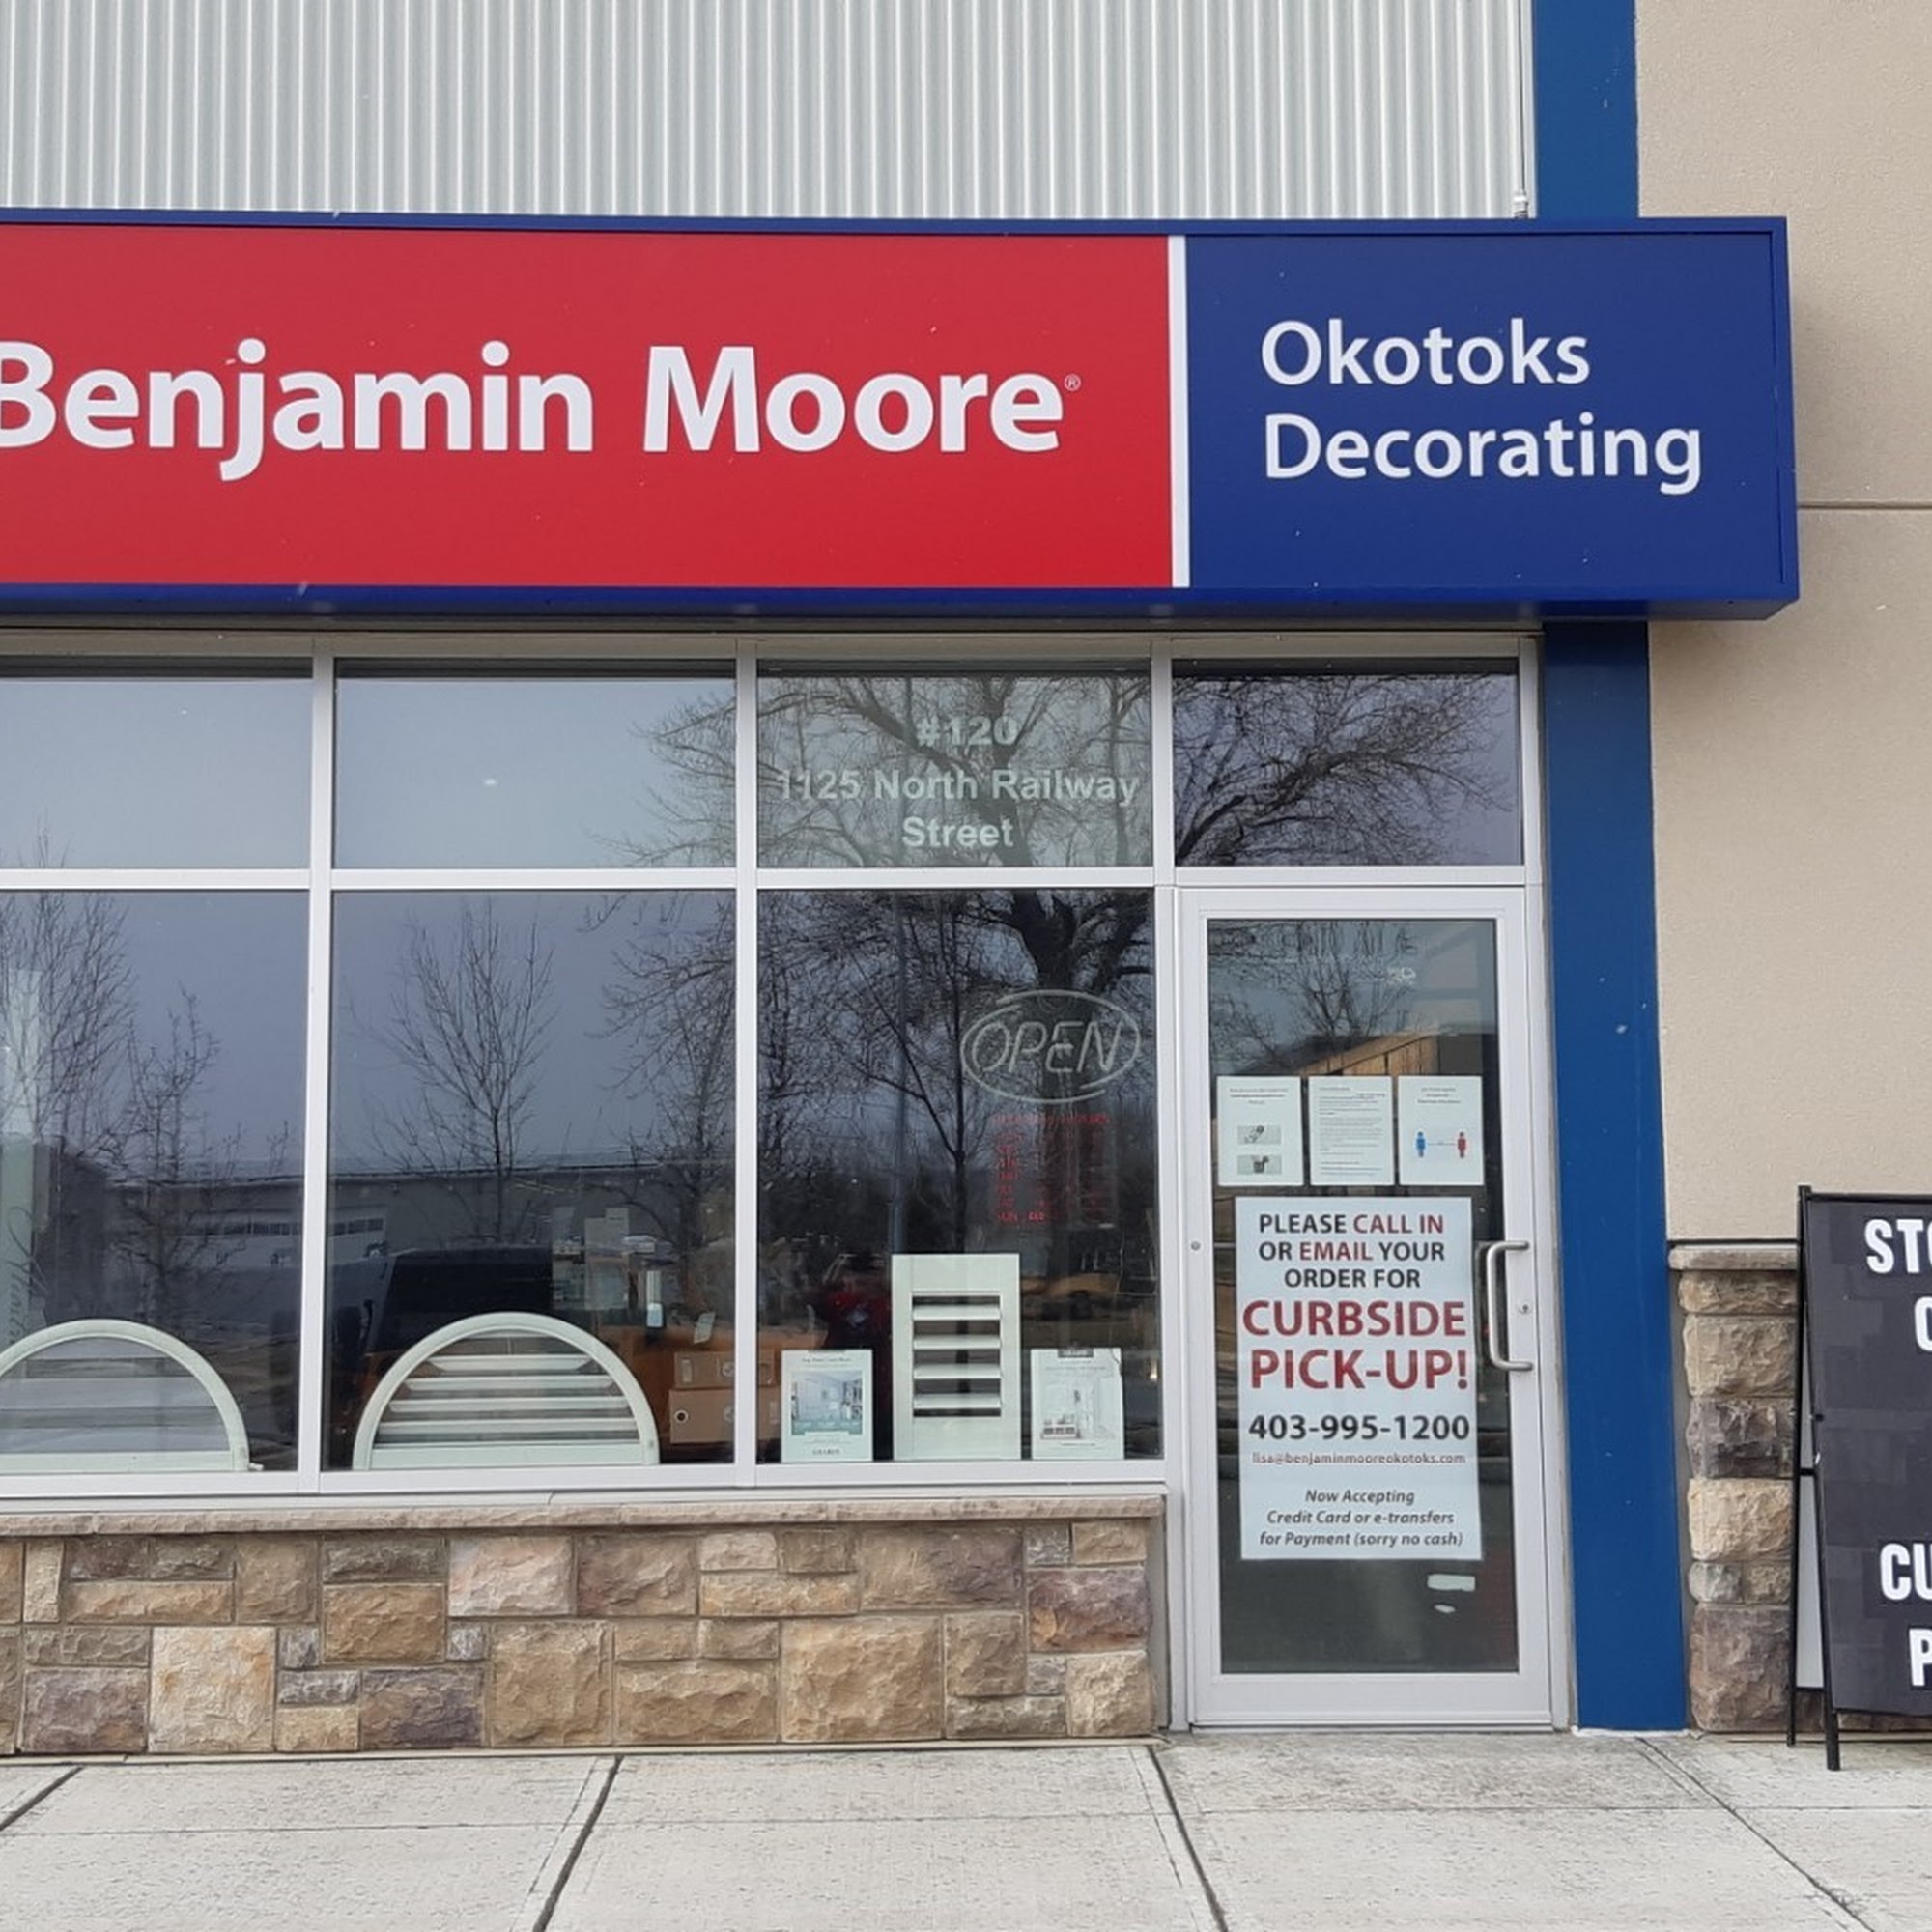 Benjamin Moore®
Okotoks
Decorating
#120
1125 North Railway
Street
OPEN
PLEASE CALL IN
OR EMAIL YOUR
ORDER FOR
CURBSIDE
PICK-UP!
403-995-1200
lisa@benjaminmooreokotoks.com
Now Accepting
Credit Card or e-transfers
for Payment (sorry no cash)
STO
C
CU
P